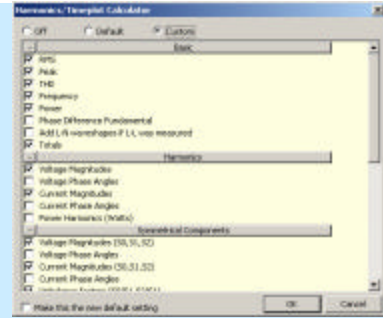 Harmonics/Timeplot Calculator
Off Default Custom
Basic
RMS
Peak
THD
Frequency
Power
Phase Difference Fundamental
Add L-N waveshapes if L-L was measured
Totals
Harmonics
Voltage Magnitudes
Voltage Phase Angles
Current Magnitudes
Current Phase Angles
Power Harmonics (Watts)
Symmetrical Components
Voltage Magnitudes (S0,S1,S2)
Voltage Phase Angles
Current Magnitudes (S0,S1,S2)
Current Phase Angles
Make this the new default setting
OK Cancel